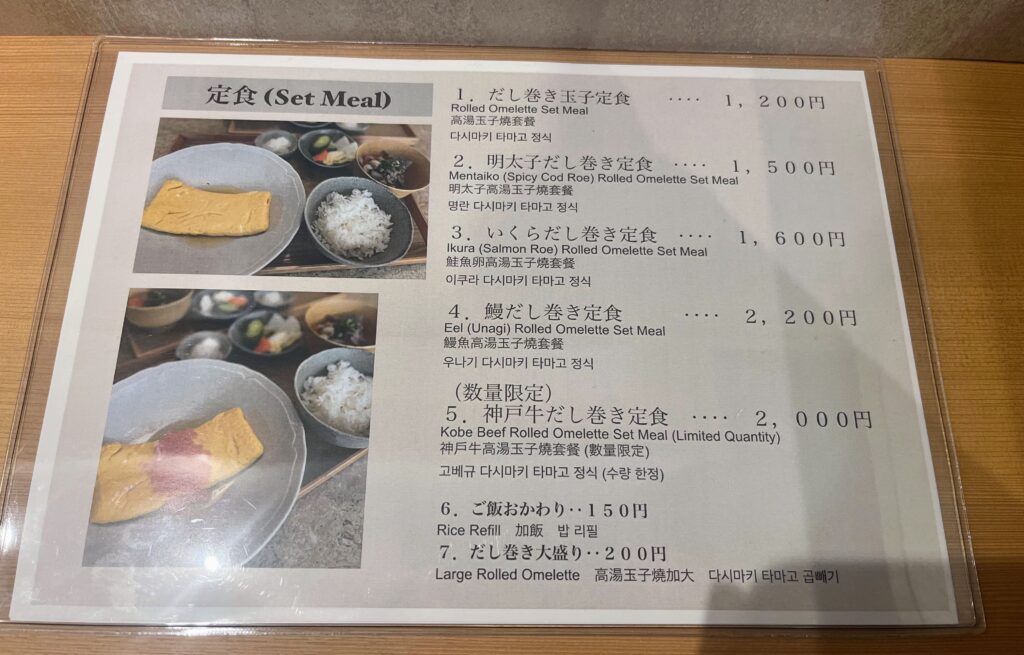 定食 (Set Meal)
1．だし巻き玉子定食　‥‥　1，200円
Rolled Omelette Set Meal
高湯玉子燒套餐
다시마키 타마고 정식
2．明太子だし巻き定食　‥‥　1，500円
Mentaiko (Spicy Cod Roe) Rolled Omelette Set Meal
明太子高湯玉子燒套餐
명란 다시마키 타마고 정식
3．いくらだし巻き定食　‥‥　1，600円
Ikura (Salmon Roe) Rolled Omelette Set Meal
鮭魚卵高湯玉子燒套餐
이쿠라 다시마키 타마고 정식
4．鰻だし巻き定食　‥‥　2，200円
Eel (Unagi) Rolled Omelette Set Meal
鰻魚高湯玉子燒套餐
우나기 다시마키 타마고 정식
（数量限定）
5．神戸牛だし巻き定食　‥‥　2，000円
Kobe Beef Rolled Omelette Set Meal (Limited Quantity)
神戶牛高湯玉子燒套餐 (數量限定)
고베규 다시마키 타마고 정식 (수량 한정)
6．ご飯おかわり‥150円
Rice Refill　加飯　밥 리필
7．だし巻き大盛り‥200円
Large Rolled Omelette　高湯玉子燒加大　다시마키 타마고 곱빼기